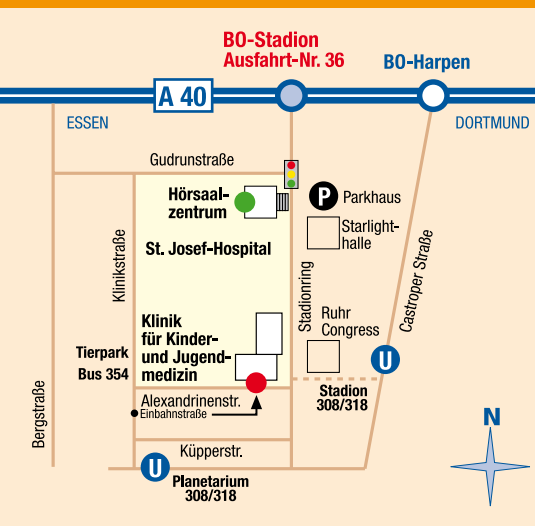 BO-Stadion
Ausfahrt-Nr. 36
BO-Harpen
A 40
ESSEN
DORTMUND
Gudrunstraße
Hörsaal-
zentrum
P Parkhaus
Starlight-
halle
St. Josef-Hospital
Klinikstraße
Stadionring
Castroper Straße
Ruhr
Congress
Klinik
für Kinder-
und Jugend-
medizin
Tierpark
Bus 354
U
Stadion
308/318
Alexandrinenstr.
Einbahnstraße
Bergstraße
Küpperstr.
U
Planetarium
308/318
N